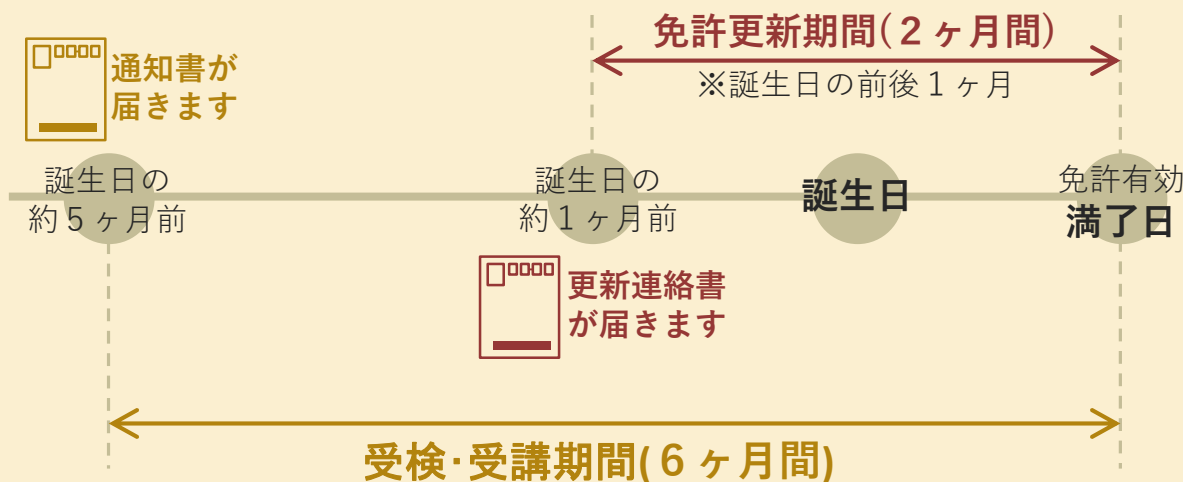 免許更新期間(２ヶ月間)
※誕生日の前後１ヶ月
通知書が
届きます
誕生日の
約５ヶ月前
誕生日の
約１ヶ月前
誕生日
免許有効
満了日
更新連絡書
が届きます
受検・受講期間(６ヶ月間)